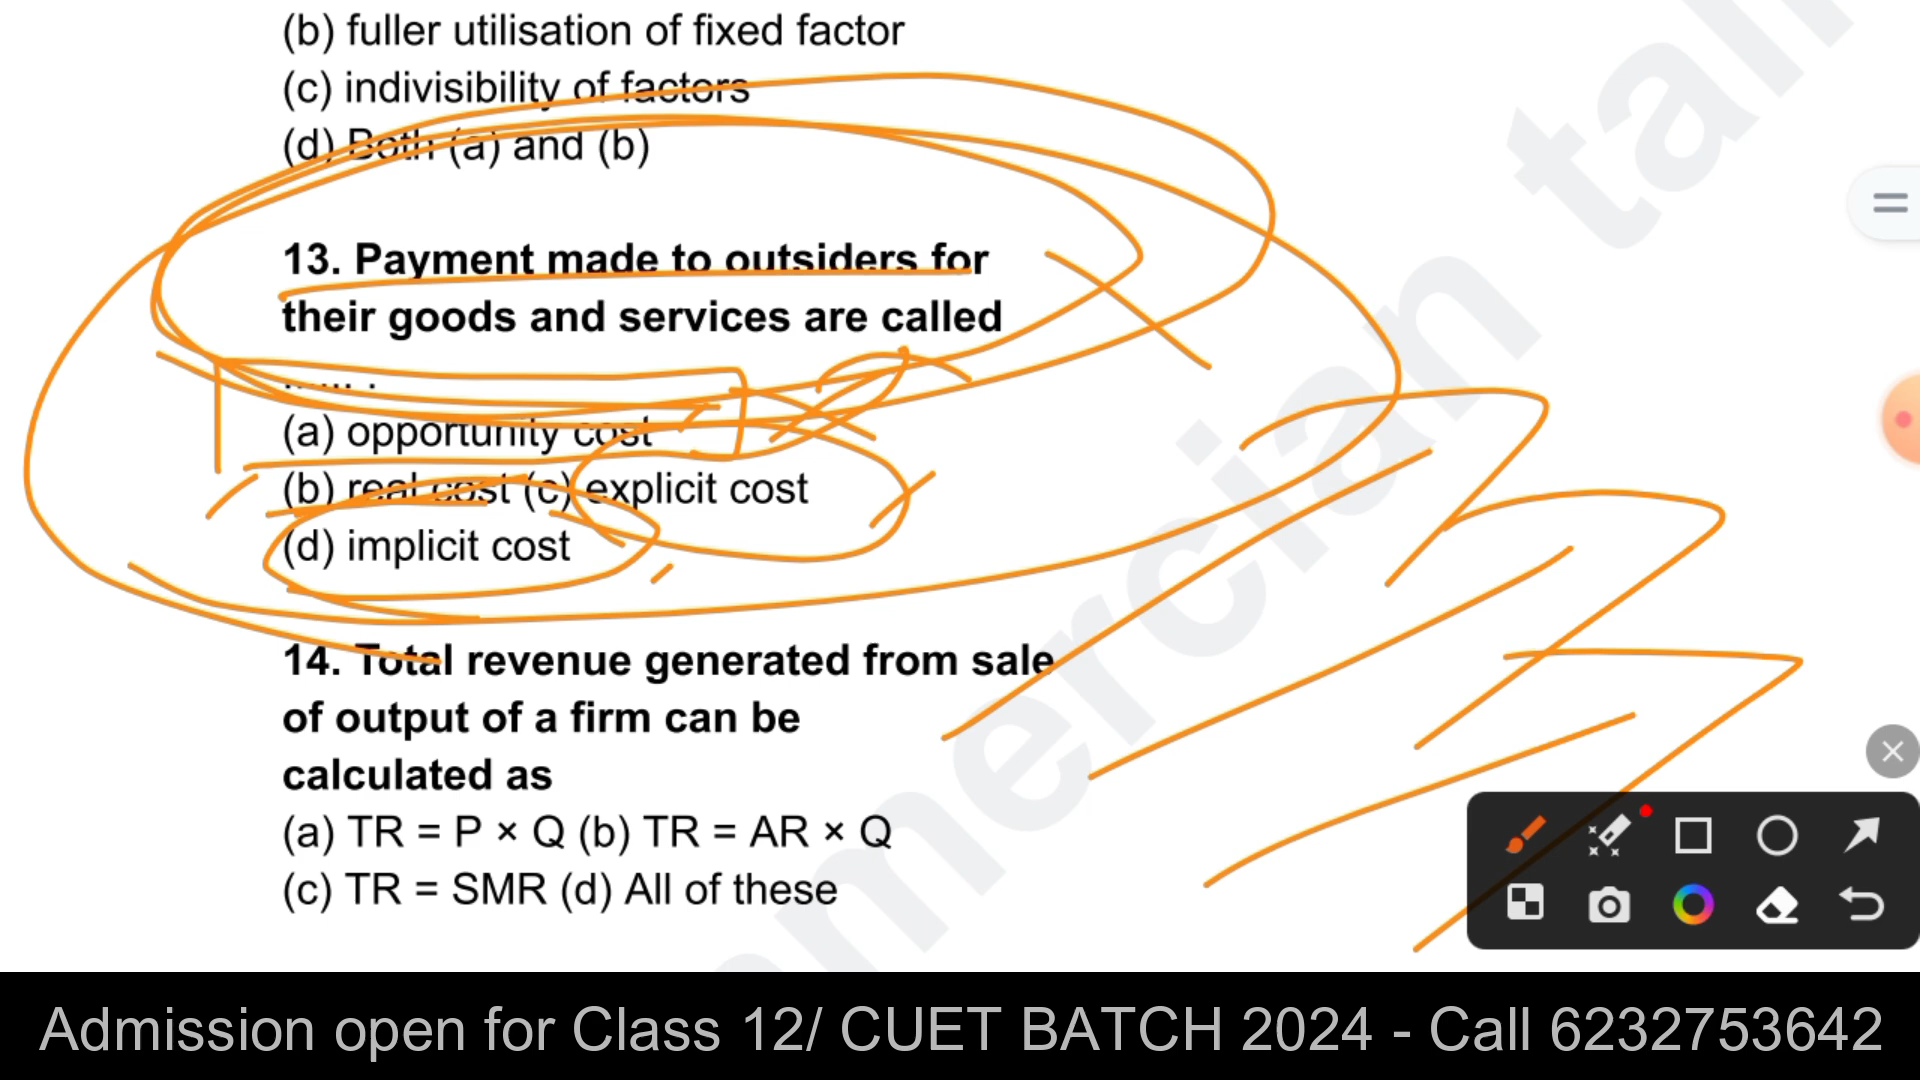 (b) fuller utilisation of fixed factor
(c) indivisibility of factors
(d) Both (a) and (b)
13. Payment made to outsiders for
their goods and services are called
(a) opportunity cost
(b) real cost (c) explicit cost
(d) implicit cost
14. Total revenue generated from sale
of output of a firm can be
calculated as
(a) TR = P × Q (b) TR = AR × Q
(c) TR = SMR (d) All of these
Admission open for Class 12/ CUET BATCH 2024 - Call 6232753642